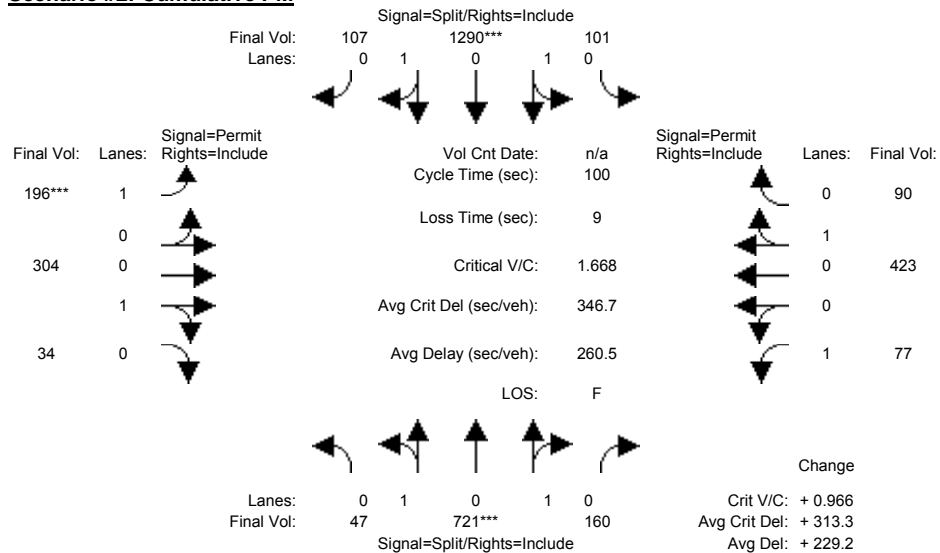 Signal=Split/Rights=Include
Final Vol: 107 1290*** 101
Lanes: 0 1 0 1 0
Signal=Permit
Final Vol: Lanes: Rights=Include
Vol Cnt Date: n/a
Signal=Permit
Rights=Include Lanes: Final Vol:
Cycle Time (sec): 100
196*** 1
0 90
Loss Time (sec): 9
0
1
304 0
Critical V/C: 1.668
0 423
1
Avg Crit Del (sec/veh): 346.7
0
34 0
Avg Delay (sec/veh): 260.5
1 77
LOS: F
Change
Lanes: 0 1 0 1 0
Crit V/C: + 0.966
Final Vol: 47 721*** 160
Avg Crit Del: + 313.3
Signal=Split/Rights=Include
Avg Del: + 229.2